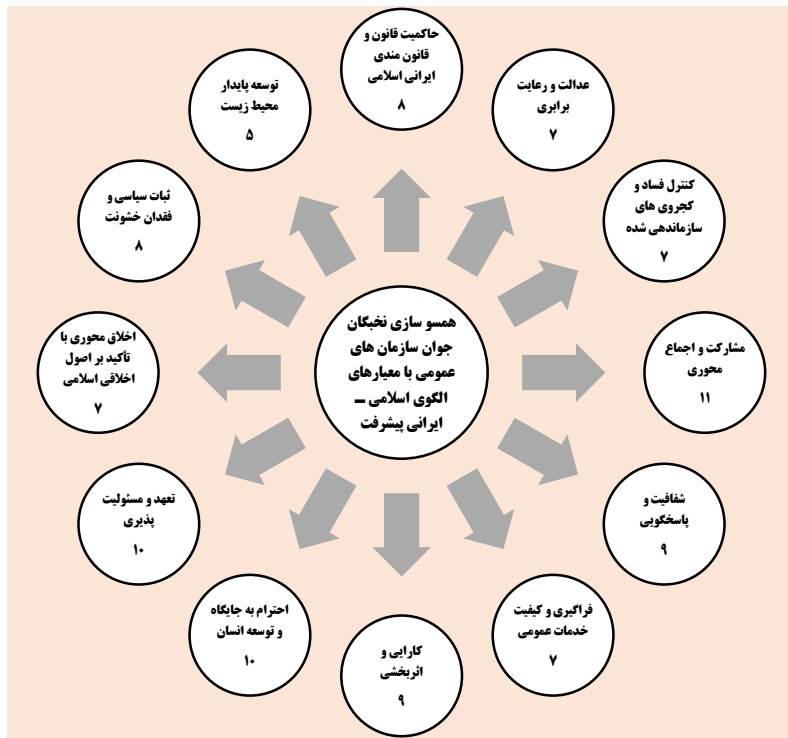 حاکمیت قانون و
قانون مندی
ایرانی اسلامی
۸
عدالت و رعایت
برابری
۷
کنترل فساد و
کجروی های
سازماندهی شده
۷
مشارکت و اجماع
محوری
۱۱
شفافیت و
پاسخگویی
۹
فراگیری و کیفیت
خدمات عمومی
۷
کارایی و
اثربخشی
۹
احترام به جایگاه
و توسعه انسان
۱۰
تعهد و مسئولیت
پذیری
۱۰
اخلاق محوری با
تأکید بر اصول
اخلاقی اسلامی
۷
ثبات سیاسی و
فقدان خشونت
۸
توسعه پایدار
محیط زیست
۵
همسو سازی نخبگان
جوان سازمان های
عمومی با معیارهای
الگوی اسلامی –
ایرانی پیشرفت